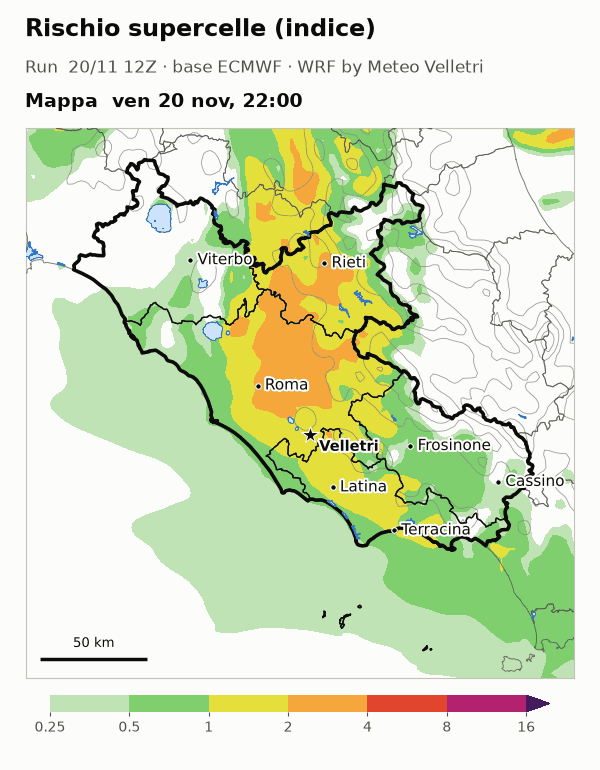 Rischio supercelle (indice)
Run  20/11 12Z · base ECMWF · WRF by Meteo Velletri
Mappa  ven 20 nov, 22:00
Viterbo
Rieti
Roma
Velletri
Frosinone
Cassino
Latina
Terracina
50 km
0.25 0.5 1 2 4 8 16